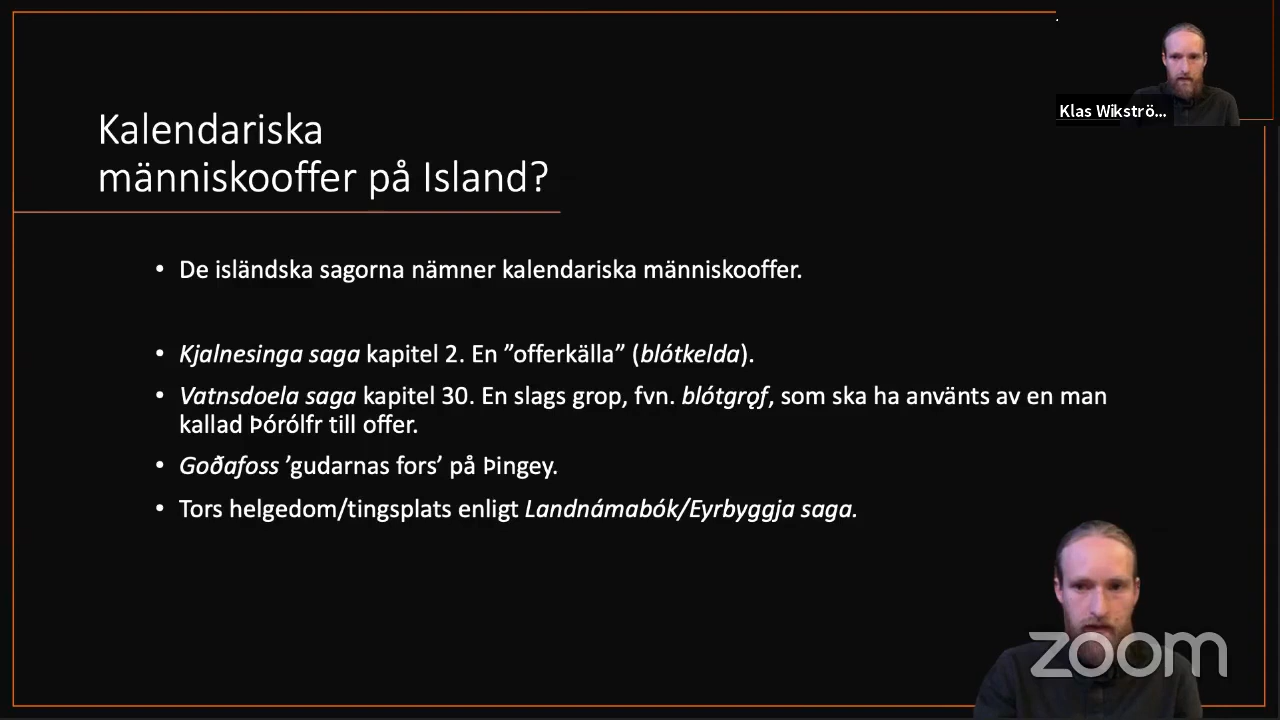 Kalendariska
människooffer på Island?
• De isländska sagorna nämner kalendariska människooffer.
• Kjalnesinga saga kapitel 2. En ”offerkälla” (blótkelda).
• Vatnsdoela saga kapitel 30. En slags grop, fvn. blótgrǫf, som ska ha använts av en man
kallad Þórólfr till offer.
• Goðafoss ’gudarnas fors’ på Þingey.
• Tors helgedom/tingsplats enligt Landnámabók/Eyrbyggja saga.
Klas Wikströ...
zoom